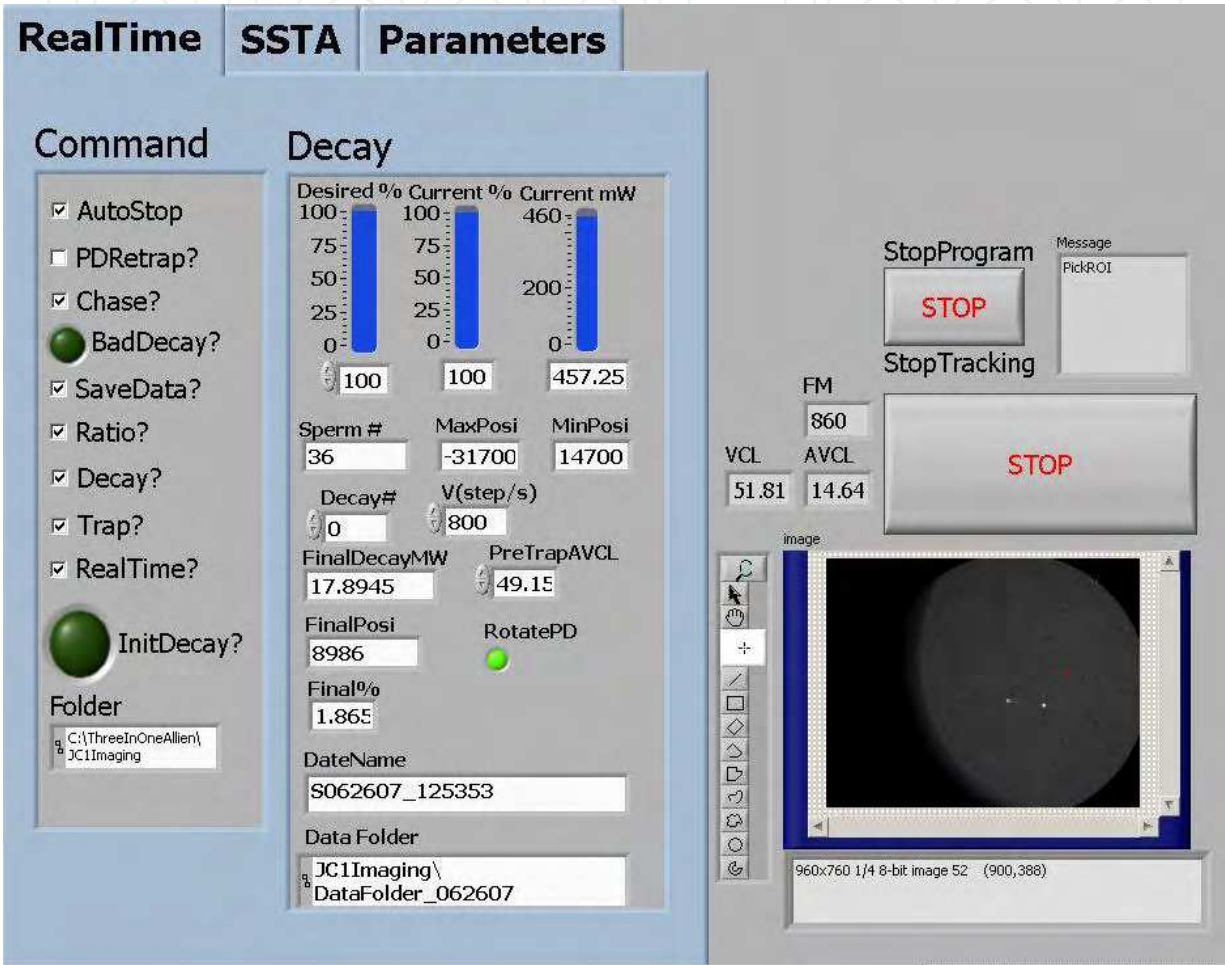 RealTime SSTA Parameters
Command
AutoStop
PDRetrap?
Chase?
BadDecay?
SaveData?
Ratio?
Decay?
Trap?
RealTime?
InitDecay?
Folder
C:\ThreeInOneAllien\
JC1Imaging
Decay
Desired % Current % Current mW
100 100 460
75 75
50 50 200
25 25
0 0 0
100 100 457.25
Sperm # MaxPosi MinPosi
36 -31700 14700
Decay# V(step/s)
0 800
FinalDecayMW PreTrapAVCL
17.8945 49.15
FinalPosi RotatePD
8986
Final%
1.865
DateName
S062607_125353
Data Folder
JC1Imaging\
DataFolder_062607
StopProgram Message
STOP PickROI
StopTracking
FM
860
VCL AVCL
51.81 14.64
STOP
image
960x760 1/4 8-bit image 52 (900,388)